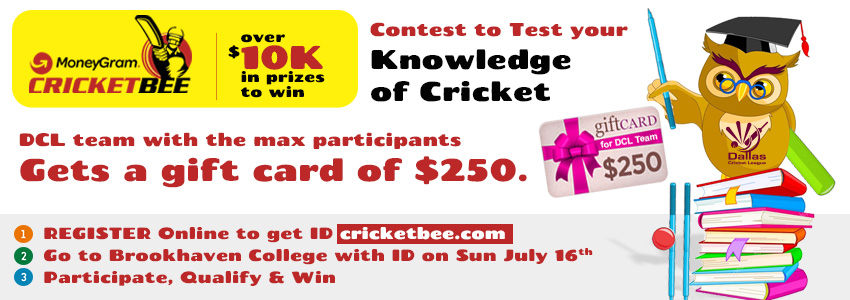 MoneyGram
CRICKETBEE
over
$10K
in prizes
to win
Contest to Test your
Knowledge
of Cricket
DCL team with the max participants
Gets a gift card of $250.
giftCARD
for DCL Team
$250
Dallas
Cricket League
1 REGISTER Online to get ID cricketbee.com
2 Go to Brookhaven College with ID on Sun July 16th
3 Participate, Qualify & Win